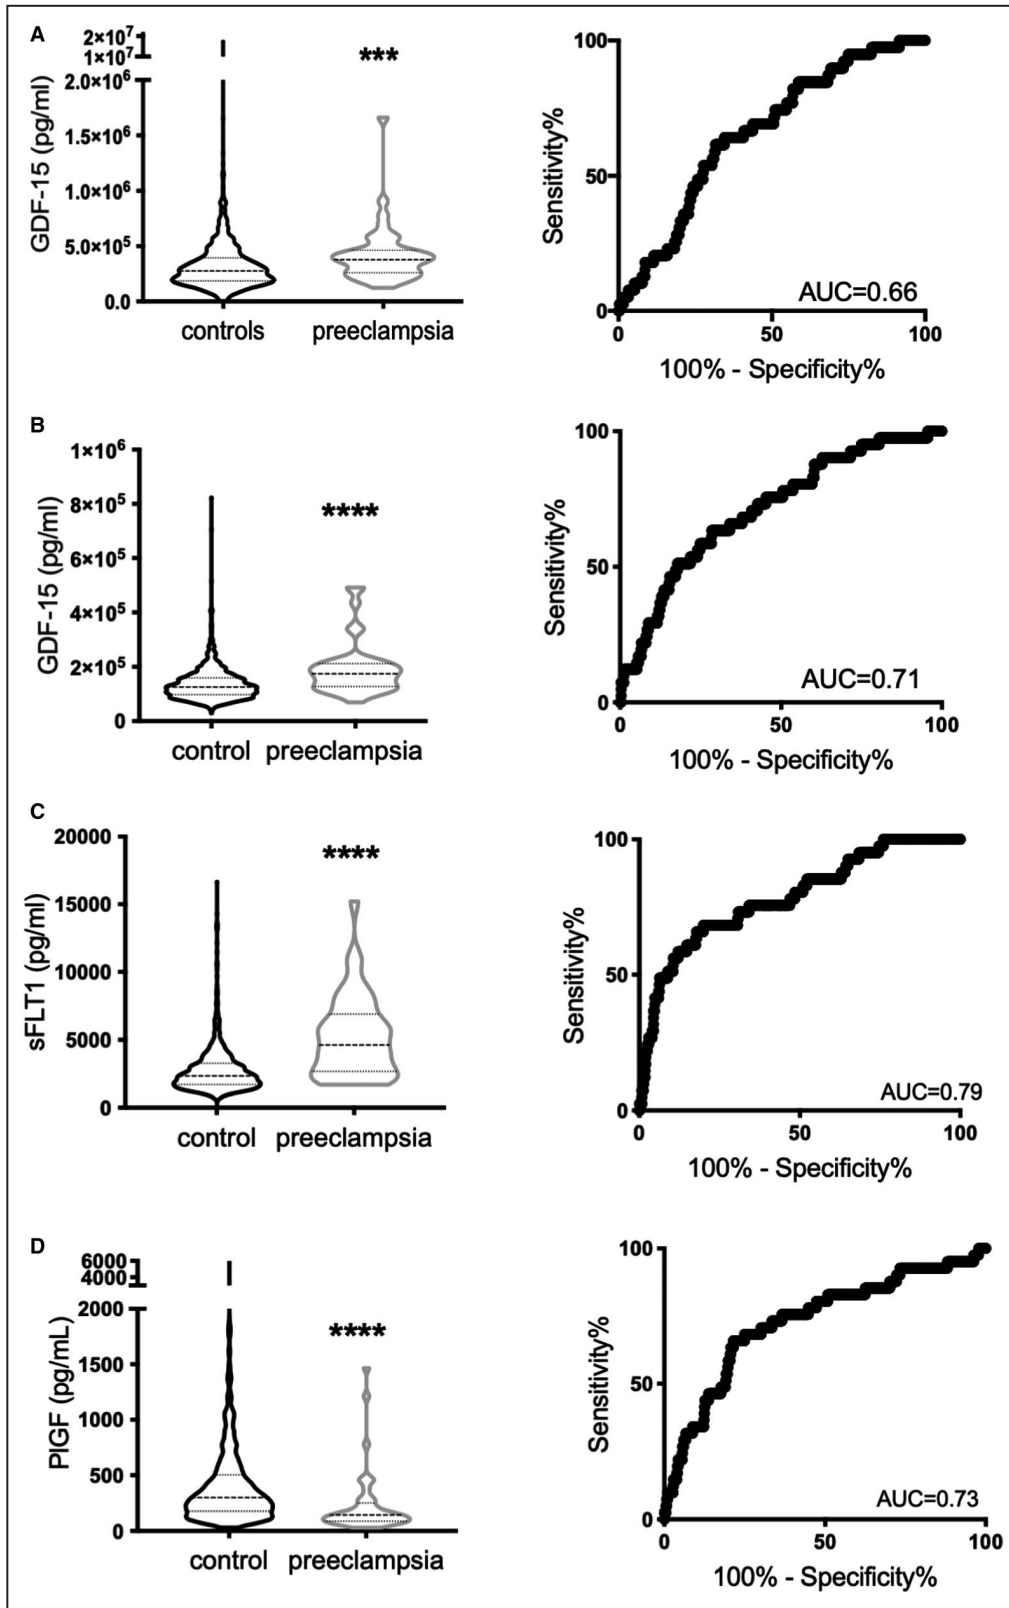 A
2×10⁷
1×10⁷
2.0×10⁶
1.5×10⁶
1.0×10⁶
5.0×10⁵
0.0
GDF-15 (pg/ml)
***
controls preeclampsia
100
50
0
Sensitivity%
AUC=0.66
0 50 100
100% - Specificity%
B
1×10⁶
8×10⁵
6×10⁵
4×10⁵
2×10⁵
0
GDF-15 (pg/ml)
****
control preeclampsia
100
50
0
Sensitivity%
AUC=0.71
0 50 100
100% - Specificity%
C
20000
15000
10000
5000
0
sFLT1 (pg/ml)
****
control preeclampsia
100
50
0
Sensitivity%
AUC=0.79
0 50 100
100% - Specificity%
D
6000
4000
2000
1500
1000
500
0
PlGF (pg/mL)
****
control preeclampsia
100
50
0
Sensitivity%
AUC=0.73
0 50 100
100% - Specificity%